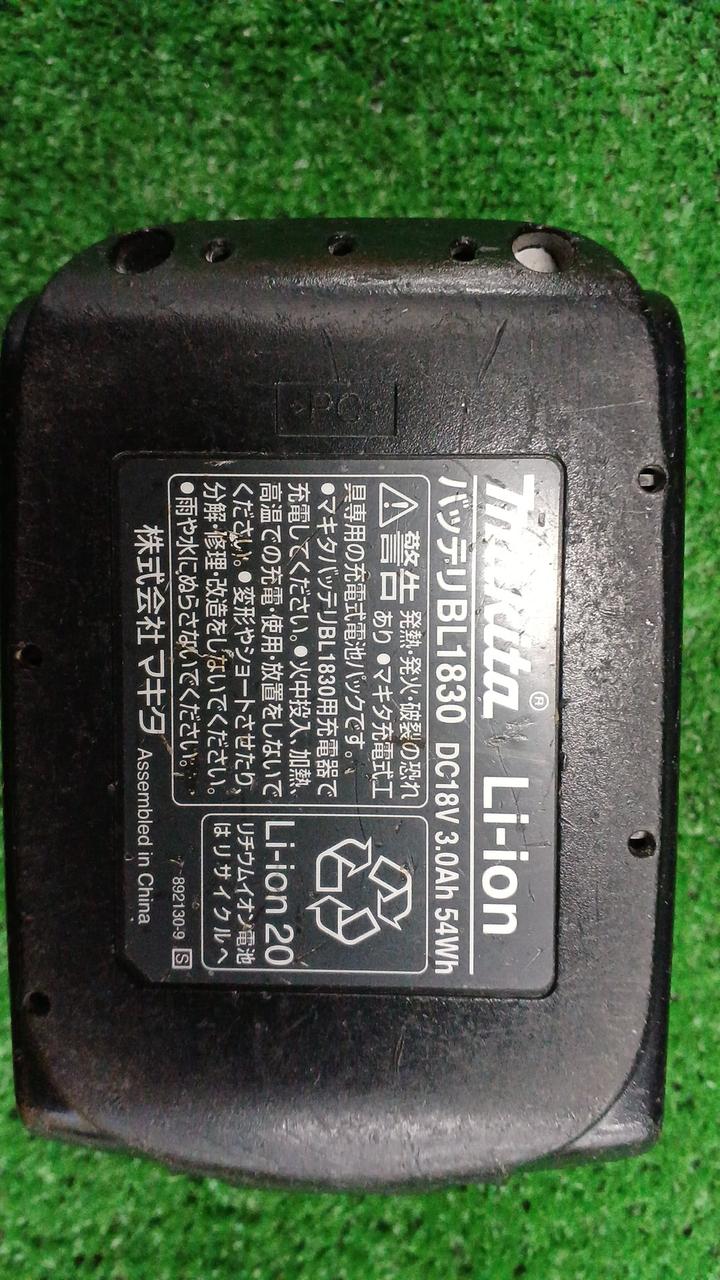 makita® Li-ion
バッテリBL1830 DC18V 3.0Ah 54Wh
警告 発熱・発火・破裂の恐れ
あり ●マキタ充電式工
具専用の充電式電池パックです。
●マキタバッテリBL1830用充電器で
充電してください。●火中投入、加熱、
高温での充電・使用・放置をしないで
ください。●変形やショートさせたり、
分解・修理・改造をしないでください。
●雨や水にぬらさないでください。
Li-ion 20
リチウムイオン電池
はリサイクルへ
892130-9 S
株式会社 マキタ Assembled in China
>PC<